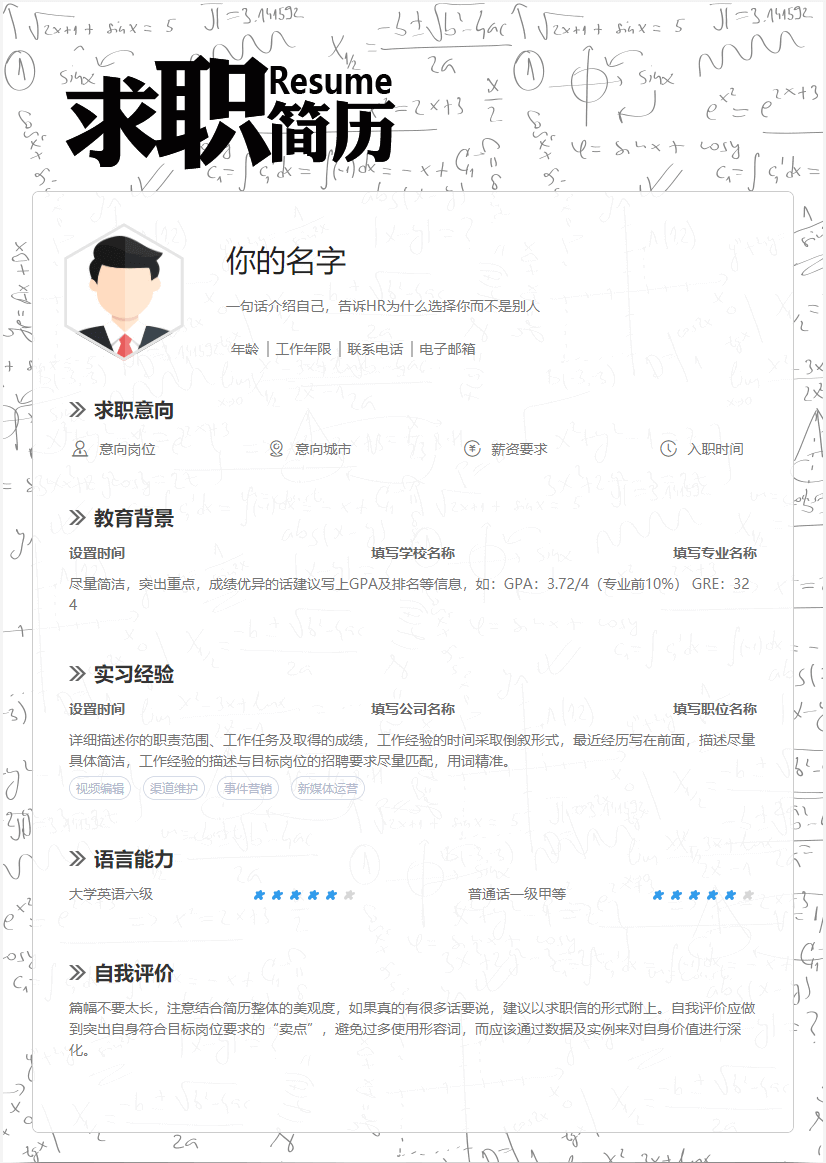 求职
Resume
简历
你的名字
一句话介绍自己，告诉HR为什么选择你而不是别人
年龄 | 工作年限 | 联系电话 | 电子邮箱
求职意向
意向岗位 意向城市 薪资要求 入职时间
教育背景
设置时间 填写学校名称 填写专业名称
尽量简洁，突出重点，成绩优异的话建议写上GPA及排名等信息，如：GPA：3.72/4（专业前10%） GRE：32
4
实习经验
设置时间 填写公司名称 填写职位名称
详细描述你的职责范围、工作任务及取得的成绩，工作经验的时间采取倒叙形式，最近经历写在前面，描述尽量
具体简洁，工作经验的描述与目标岗位的招聘要求尽量匹配，用词精准。
视频编辑 渠道维护 事件营销 新媒体运营
语言能力
大学英语六级 普通话一级甲等
自我评价
篇幅不要太长，注意结合简历整体的美观度，如果真的有很多话要说，建议以求职信的形式附上。自我评价应做
到突出自身符合目标岗位要求的“卖点”，避免过多使用形容词，而应该通过数据及实例来对自身价值进行深
化。